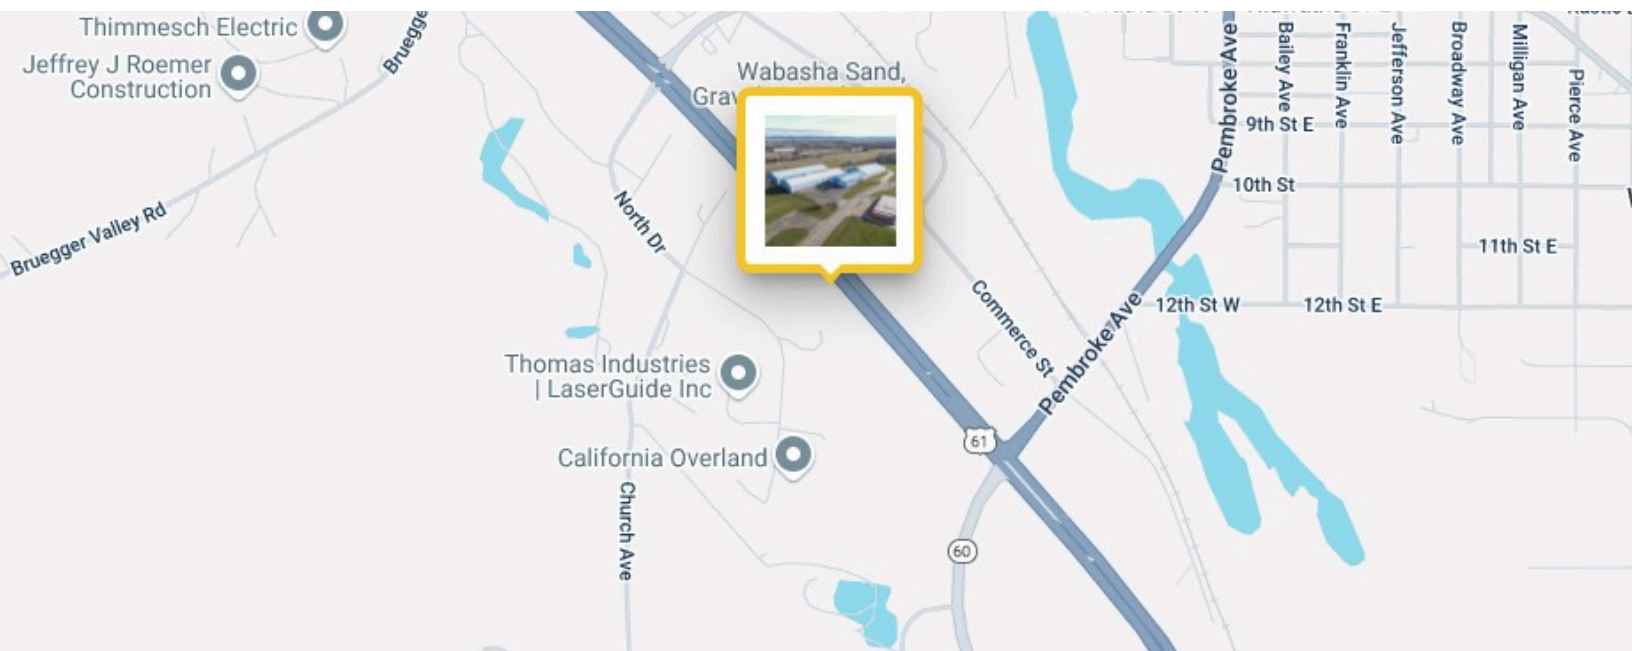 Thimmesch Electric
Jeffrey J Roemer
Construction
Bruegge
Wabasha Sand,
Grav
Pembroke Ave
Bailey Ave
Franklin Ave
Jefferson Ave
Broadway Ave
Milligan Ave
Pierce Ave
9th St E
10th St
Bruegger Valley Rd
North Dr
11th St E
Commerce St
Pembroke Ave
12th St W
12th St E
Thomas Industries
| LaserGuide Inc
61
California Overland
Church Ave
60